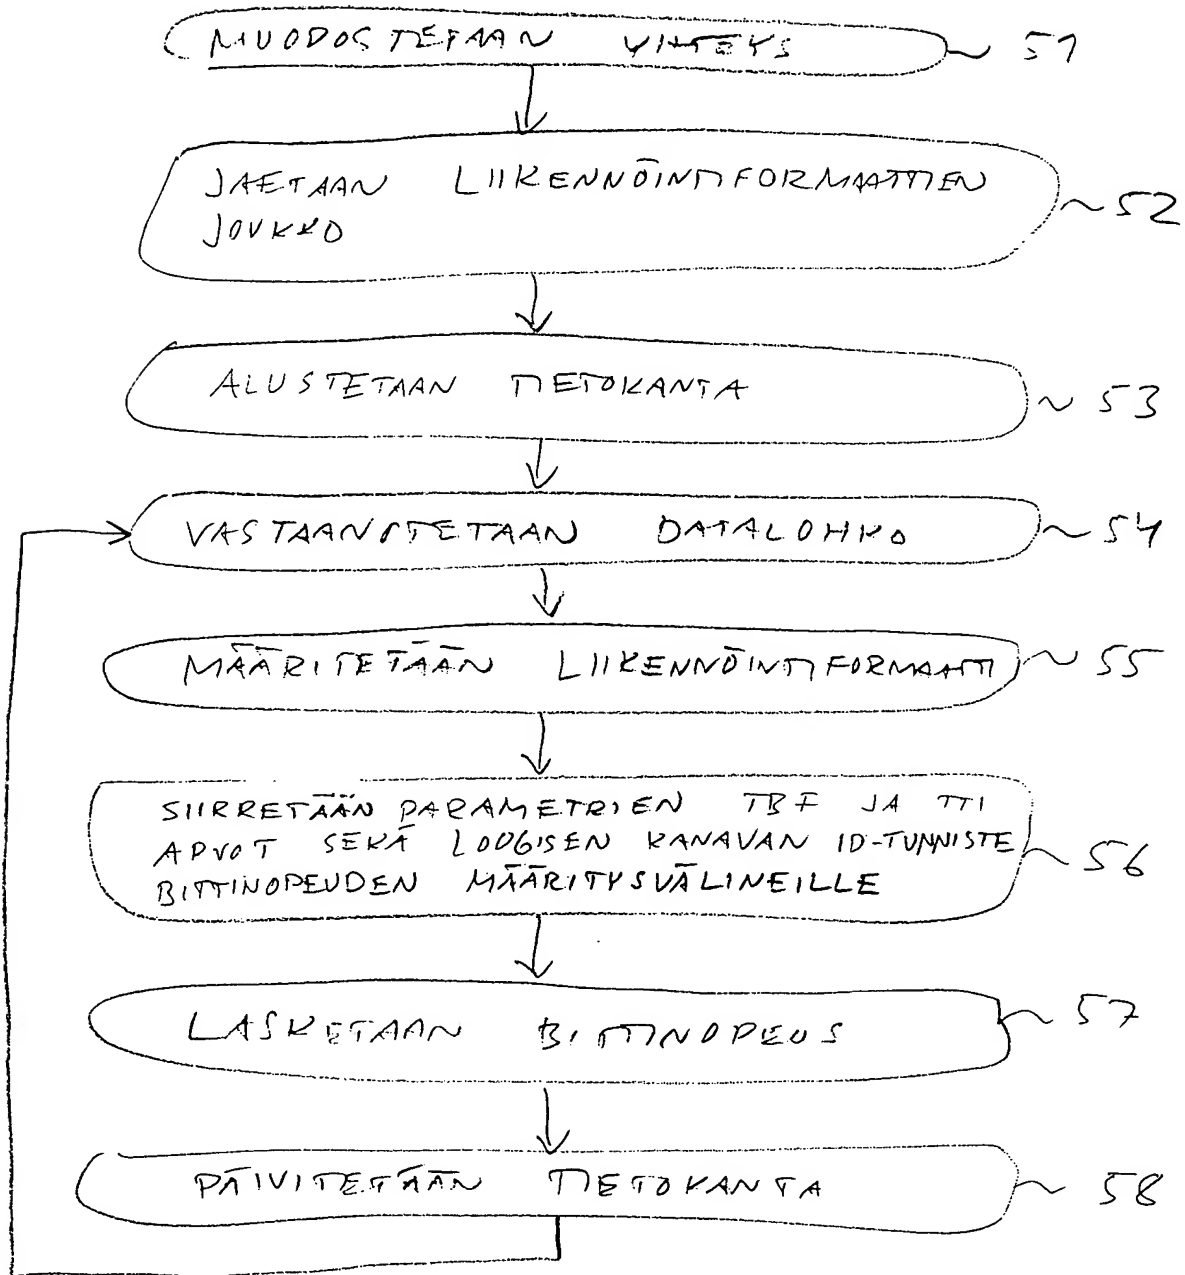 MUODOSTETAAN YHTEYS ~ 51
JAETAAN LIIKENNÖINTIFORMAATTIEN
JOUKKO
~ 52
ALUSTETAAN TIETOKANTA
~ 53
VASTAANOTETAAN DATALOHKO ~ 54
MÄÄRITETÄÄN LIIKENNÖINTIFORMAATTI ~ 55
SIIRRETÄÄN PARAMETRIEN TBF JA TTI
ARVOT SEKÄ LOOGISEN KANAVAN ID-TUNNISTE
BITTINOPEUDEN MÄÄRITYSVÄLINEILLE
~ 56
LASKETAAN BITTINOPEUS ~ 57
PÄIVITETÄÄN TIETOKANTA ~ 58